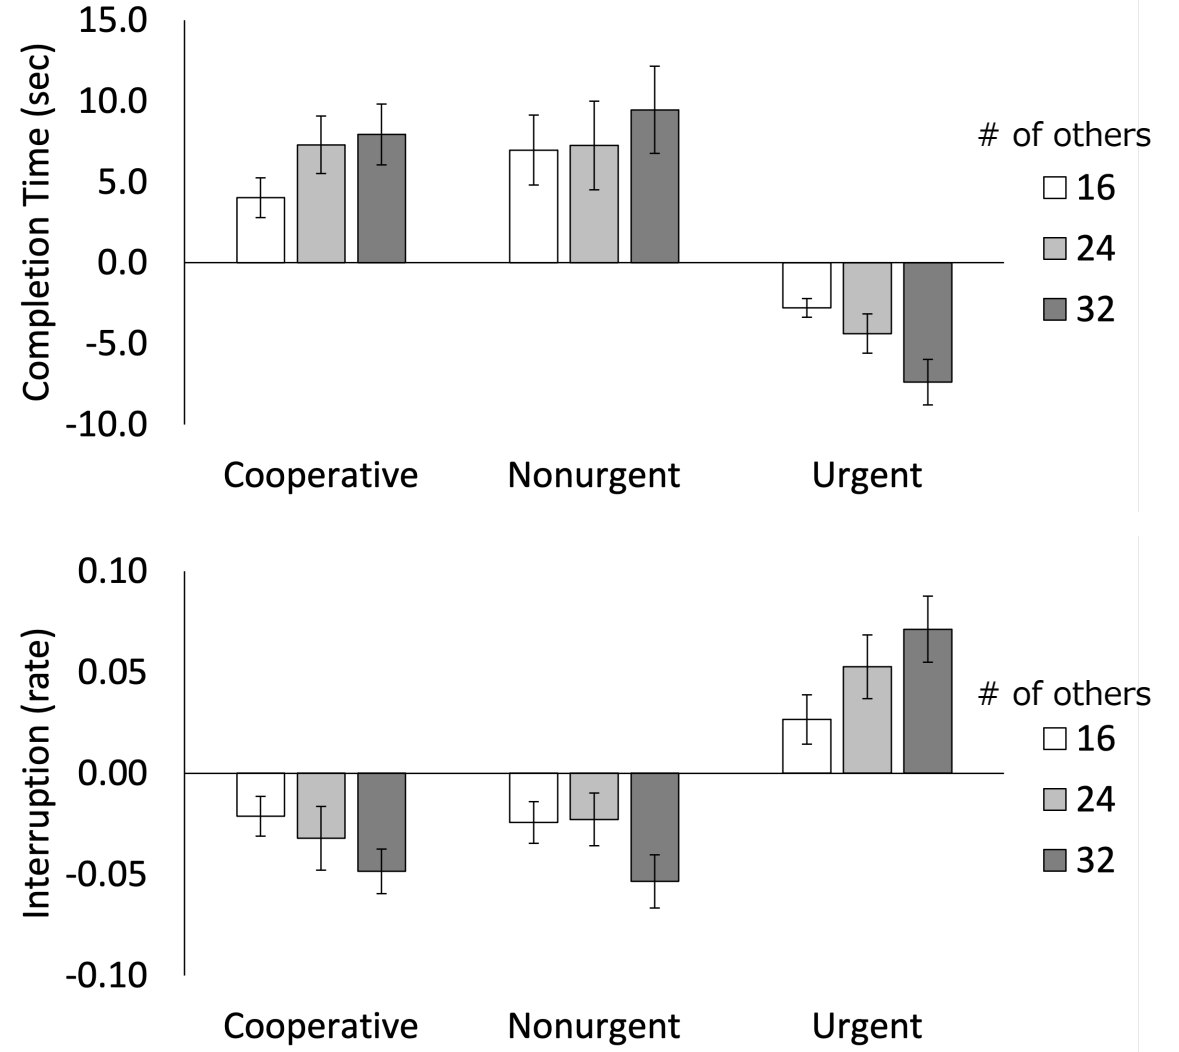 Completion Time (sec)
15.0
10.0
5.0
0.0
-5.0
-10.0
Cooperative
Nonurgent
Urgent
# of others
16
24
32
Interruption (rate)
0.10
0.05
0.00
-0.05
-0.10
Cooperative
Nonurgent
Urgent
# of others
16
24
32